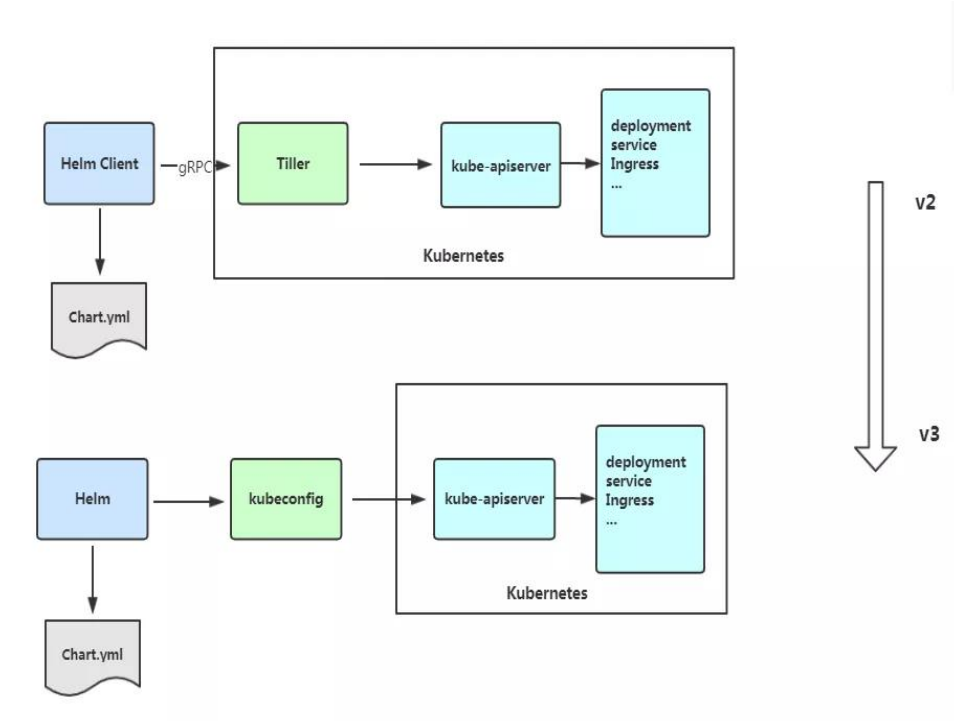 Helm Client
gRPC
Tiller
kube-apiserver
deployment
service
Ingress
...
Kubernetes
Chart.yml
v2
v3
Helm
kubeconfig
kube-apiserver
deployment
service
Ingress
...
Kubernetes
Chart.yml